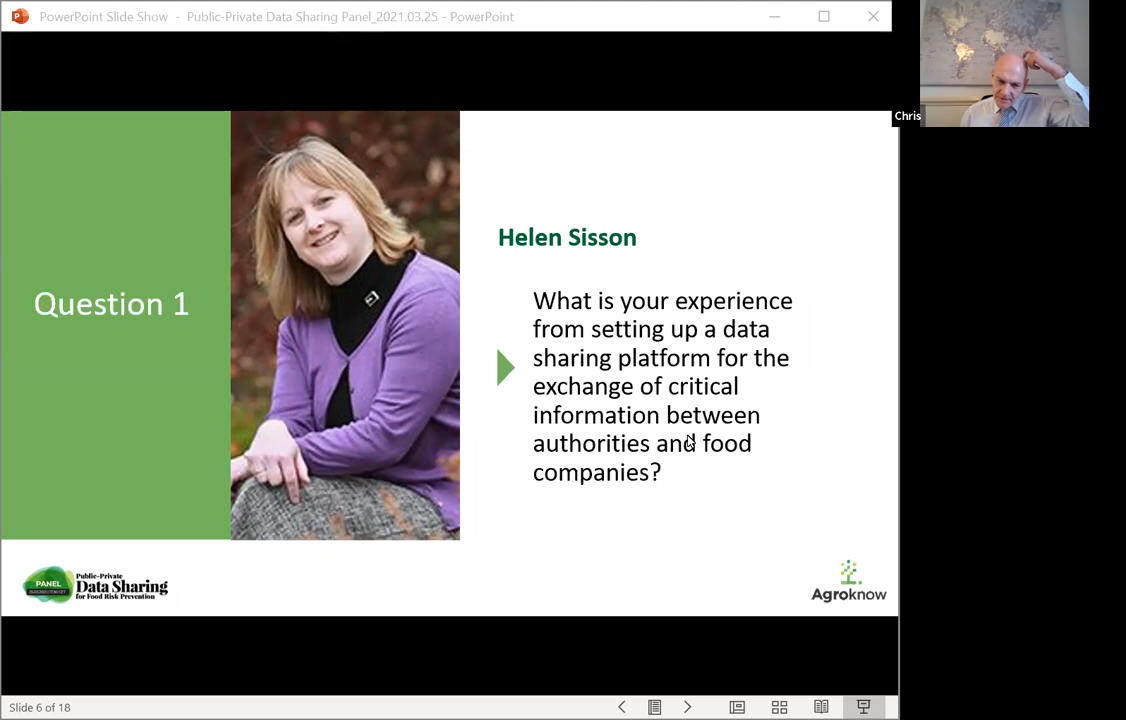 PowerPoint Slide Show - Public-Private Data Sharing Panel_2021.03.25 - PowerPoint
Chris
Helen Sisson
Question 1
What is your experience
from setting up a data
sharing platform for the
exchange of critical
information between
authorities and food
companies?
PANEL
Public-Private
Data Sharing
for Food Risk Prevention
Agroknow
Slide 6 of 18